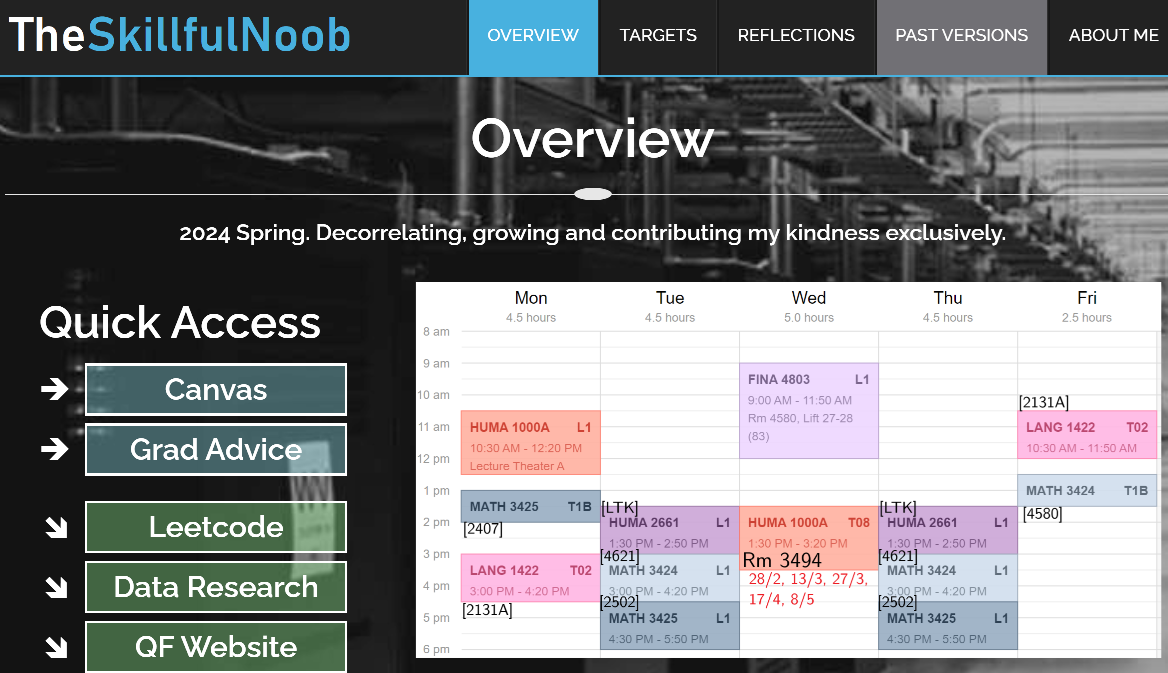 TheSkillfulNoob
OVERVIEW TARGETS REFLECTIONS PAST VERSIONS ABOUT ME
Overview
2024 Spring. Decorrelating, growing and contributing my kindness exclusively.
Quick Access
Canvas
Grad Advice
Leetcode
Data Research
QF Website
Mon Tue Wed Thu Fri
4.5 hours 4.5 hours 5.0 hours 4.5 hours 2.5 hours
8 am
9 am
10 am
11 am
12 pm
1 pm
2 pm
3 pm
4 pm
5 pm
6 pm
HUMA 1000A L1
10:30 AM - 12:20 PM
Lecture Theater A
MATH 3425 T1B
[2407]
LANG 1422 T02
3:00 PM - 4:20 PM
[2131A]
[LTK]
HUMA 2661 L1
1:30 PM - 2:50 PM
[4621]
MATH 3424 L1
3:00 PM - 4:20 PM
[2502]
MATH 3425 L1
4:30 PM - 5:50 PM
FINA 4803 L1
9:00 AM - 11:50 AM
Rm 4580, Lift 27-28
(83)
HUMA 1000A T08
1:30 PM - 3:20 PM
Rm 3494
28/2, 13/3, 27/3,
17/4, 8/5
[LTK]
HUMA 2661 L1
1:30 PM - 2:50 PM
[4621]
MATH 3424 L1
3:00 PM - 4:20 PM
[2502]
MATH 3425 L1
4:30 PM - 5:50 PM
[2131A]
LANG 1422 T02
10:30 AM - 11:50 AM
MATH 3424 T1B
[4580]